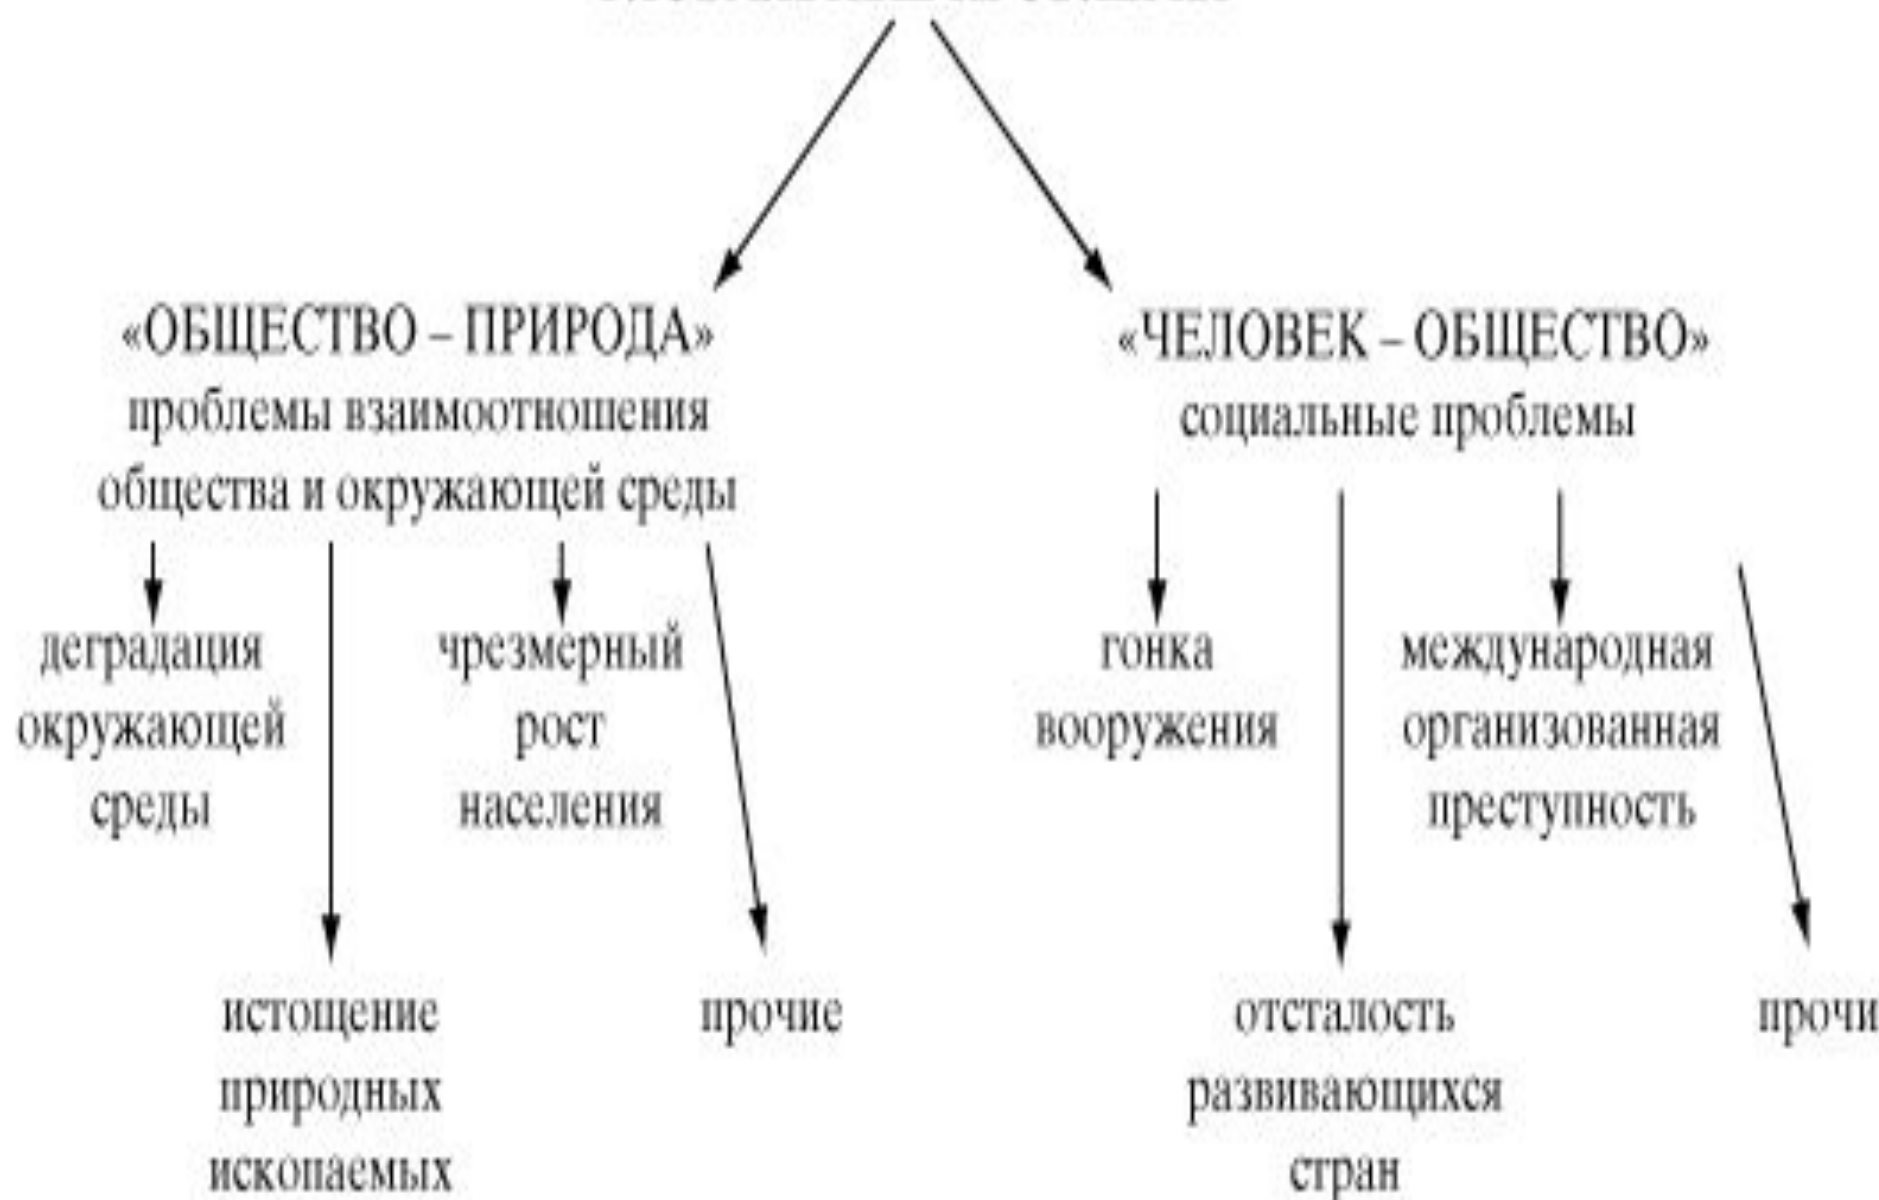 «ОБЩЕСТВО – ПРИРОДА»
проблемы взаимоотношения
общества и окружающей среды
«ЧЕЛОВЕК – ОБЩЕСТВО»
социальные проблемы
деградация
окружающей
среды
чрезмерный
рост
населения
гонка
вооружения
международная
организованная
преступность
истощение
природных
ископаемых
прочие
отсталость
развивающихся
стран
прочи